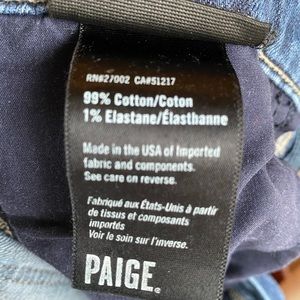 RN#27002 CA#51217
99% Cotton/Coton
1% Elastane/Élasthanne
Made in the USA of Imported
fabric and components.
See care on reverse.
Fabriqué aux États-Unis à partir
de tissus et composants
importés
Voir le soin sur l'inverse.
PAIGE®